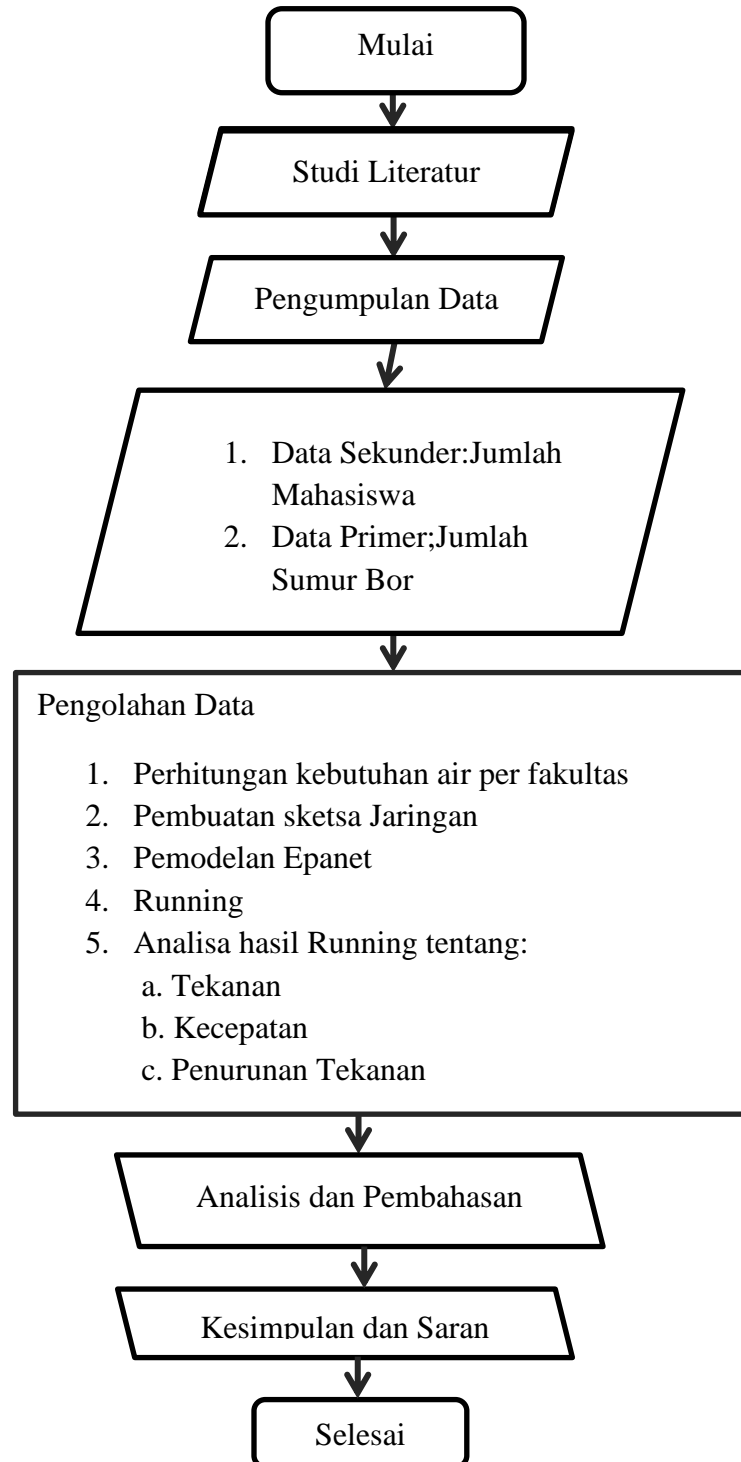 Mulai
Studi Literatur
Pengumpulan Data
1. Data Sekunder:Jumlah
Mahasiswa
2. Data Primer;Jumlah
Sumur Bor
Pengolahan Data
1. Perhitungan kebutuhan air per fakultas
2. Pembuatan sketsa Jaringan
3. Pemodelan Epanet
4. Running
5. Analisa hasil Running tentang:
a. Tekanan
b. Kecepatan
c. Penurunan Tekanan
Analisis dan Pembahasan
Kesimpulan dan Saran
Selesai